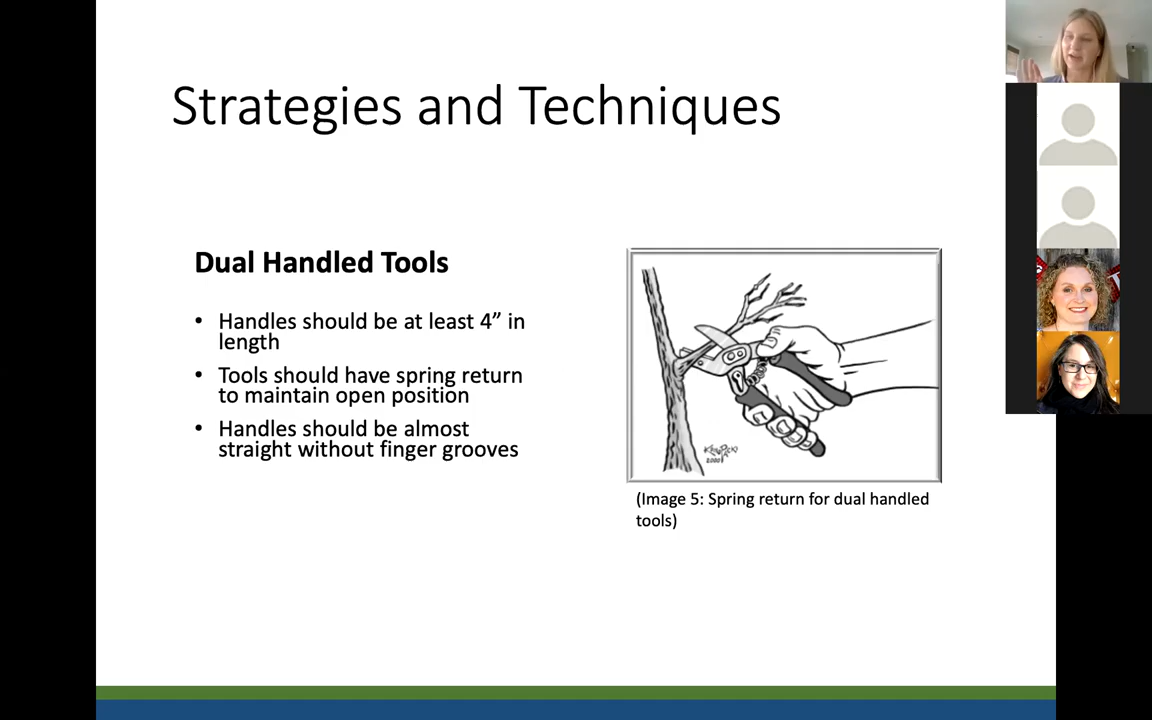 Strategies and Techniques
Dual Handled Tools
• Handles should be at least 4” in
length
• Tools should have spring return
to maintain open position
• Handles should be almost
straight without finger grooves
2000
(Image 5: Spring return for dual handled
tools)